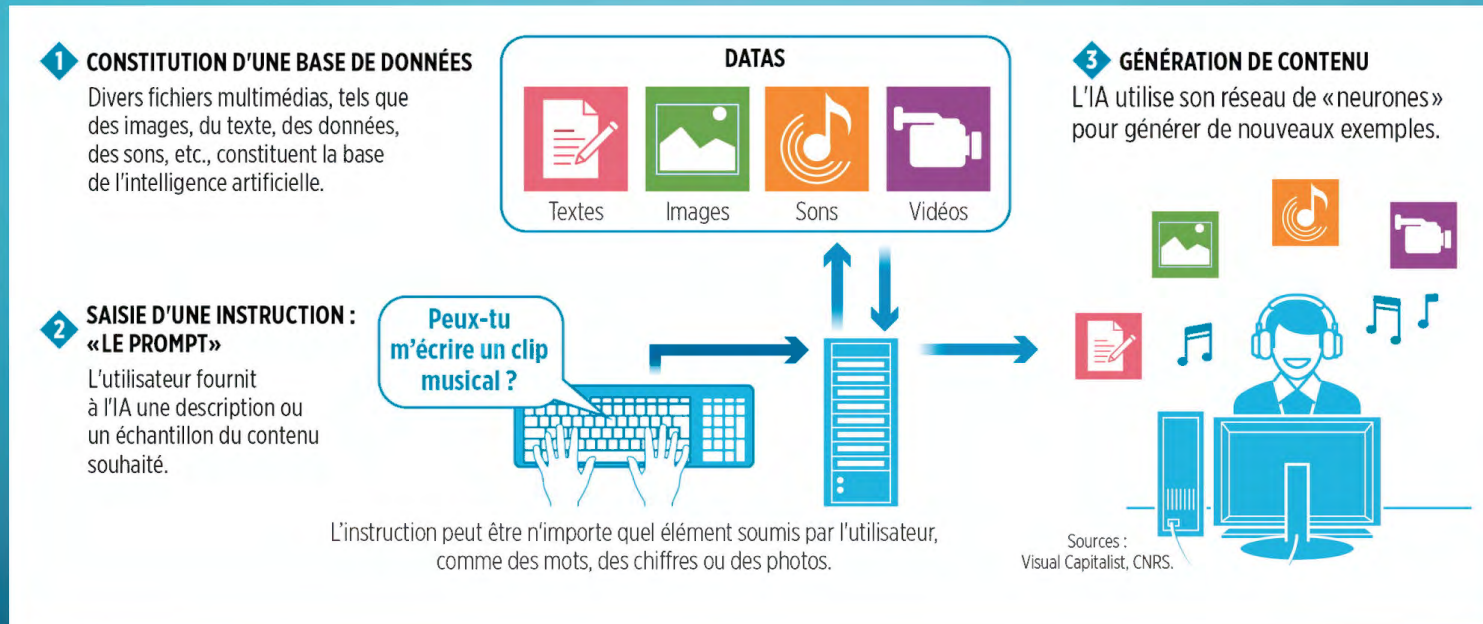 1 CONSTITUTION D'UNE BASE DE DONNÉES
Divers fichiers multimédias, tels que
des images, du texte, des données,
des sons, etc., constituent la base
de l'intelligence artificielle.
DATAS
Textes
Images
Sons
Vidéos
2 SAISIE D'UNE INSTRUCTION :
«LE PROMPT»
L'utilisateur fournit
à l'IA une description ou
un échantillon du contenu
souhaité.
Peux-tu
m'écrire un clip
musical ?
L'instruction peut être n'importe quel élément soumis par l'utilisateur,
comme des mots, des chiffres ou des photos.
3 GÉNÉRATION DE CONTENU
L'IA utilise son réseau de «neurones»
pour générer de nouveaux exemples.
Sources :
Visual Capitalist, CNRS.